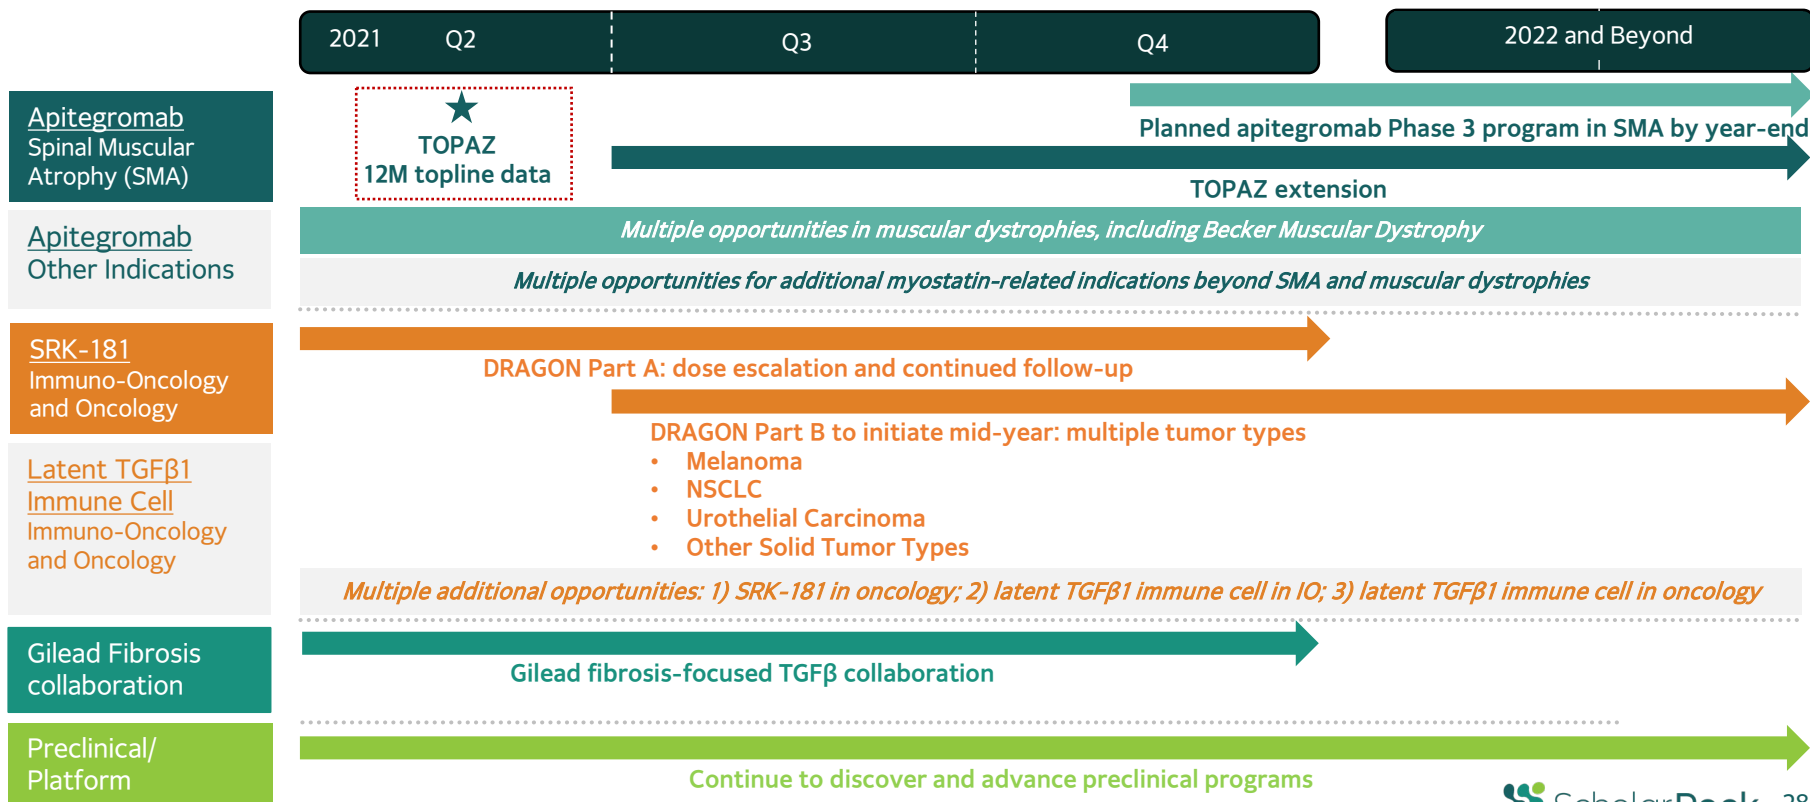 2021 Q2 Q3 Q4 2022 and Beyond
Apitegromab
Spinal Muscular
Atrophy (SMA)
TOPAZ
12M topline data
Planned apitegromab Phase 3 program in SMA by year-end
TOPAZ extension
Apitegromab
Other Indications
Multiple opportunities in muscular dystrophies, including Becker Muscular Dystrophy
Multiple opportunities for additional myostatin-related indications beyond SMA and muscular dystrophies
SRK-181
Immuno-Oncology
and Oncology
DRAGON Part A: dose escalation and continued follow-up
DRAGON Part B to initiate mid-year: multiple tumor types
• Melanoma
• NSCLC
• Urothelial Carcinoma
• Other Solid Tumor Types
Latent TGFβ1
Immune Cell
Immuno-Oncology
and Oncology
Multiple additional opportunities: 1) SRK-181 in oncology; 2) latent TGFβ1 immune cell in IO; 3) latent TGFβ1 immune cell in oncology
Gilead Fibrosis
collaboration
Gilead fibrosis-focused TGFβ collaboration
Preclinical/
Platform
Continue to discover and advance preclinical programs
ScholarRock 28